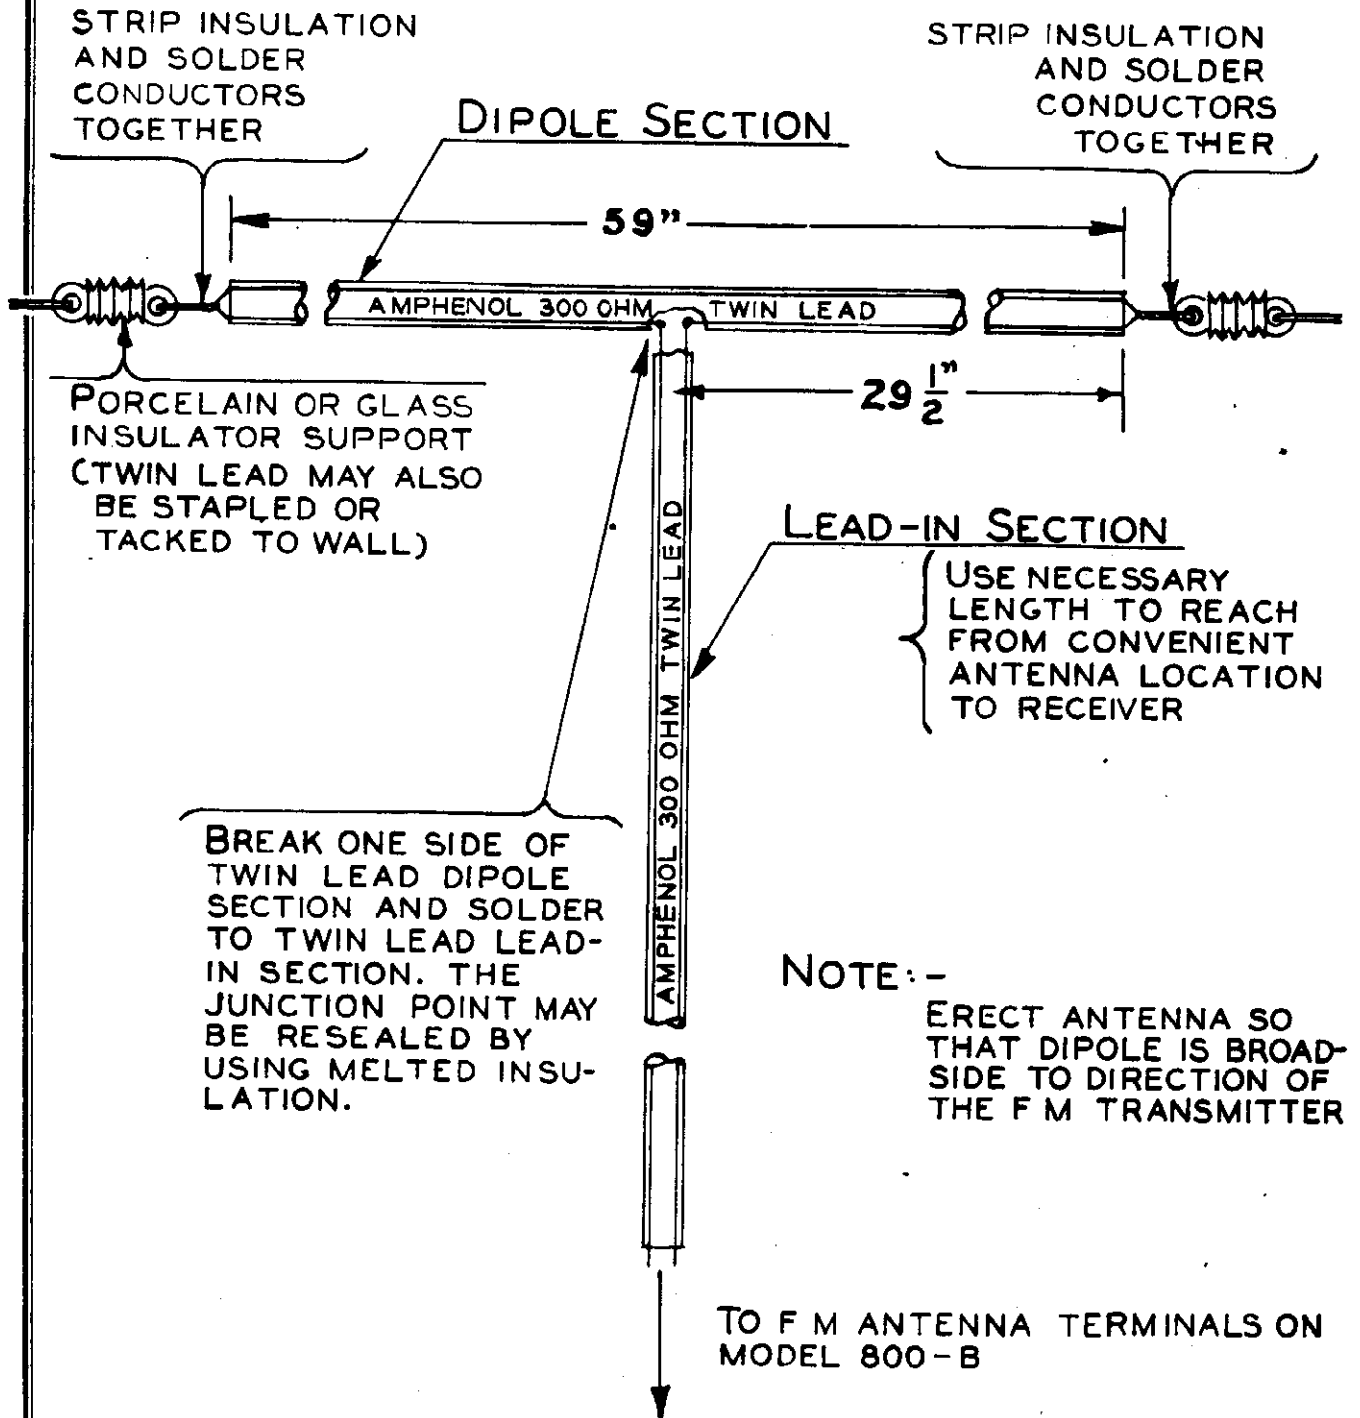 STRIP INSULATION
AND SOLDER
CONDUCTORS
TOGETHER
STRIP INSULATION
AND SOLDER
CONDUCTORS
TOGETHER
DIPOLE SECTION
59"
AMPHENOL 300 OHM TWIN LEAD
29 1/2"
PORCELAIN OR GLASS
INSULATOR SUPPORT
(TWIN LEAD MAY ALSO
BE STAPLED OR
TACKED TO WALL)
LEAD-IN SECTION
USE NECESSARY
LENGTH TO REACH
FROM CONVENIENT
ANTENNA LOCATION
TO RECEIVER
AMPHENOL 300 OHM TWIN LEAD
BREAK ONE SIDE OF
TWIN LEAD DIPOLE
SECTION AND SOLDER
TO TWIN LEAD LEAD-
IN SECTION. THE
JUNCTION POINT MAY
BE RESEALED BY
USING MELTED INSU-
LATION.
NOTE:-
ERECT ANTENNA SO
THAT DIPOLE IS BROAD-
SIDE TO DIRECTION OF
THE F M TRANSMITTER
TO F M ANTENNA TERMINALS ON
MODEL 800-B